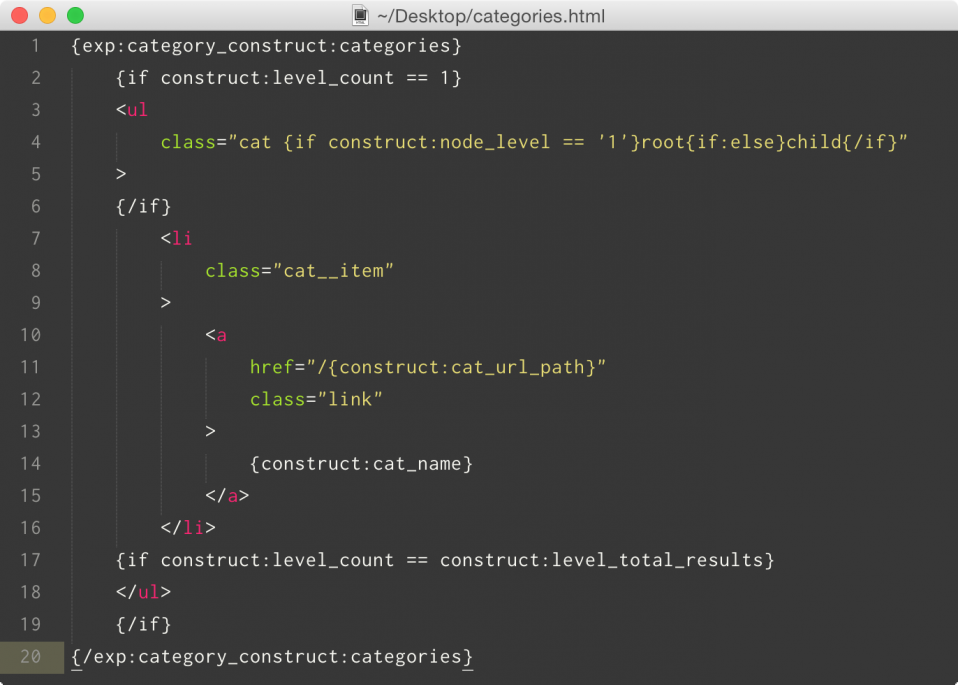 ~/Desktop/categories.html
1 {exp:category_construct:categories}
2 {if construct:level_count == 1}
3 <ul
4 class="cat {if construct:node_level == '1'}root{if:else}child{/if}"
5 >
6 {/if}
7 <li
8 class="cat__item"
9 >
10 <a
11 href="/{construct:cat_url_path}"
12 class="link"
13 >
14 {construct:cat_name}
15 </a>
16 </li>
17 {if construct:level_count == construct:level_total_results}
18 </ul>
19 {/if}
20 {/exp:category_construct:categories}